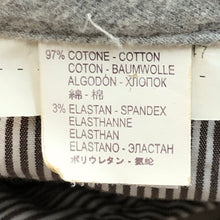 97% COTONE - COTTON
COTON - BAUMWOLLE
ALGODÓN - ХЛОПОК
綿 - 棉
3% ELASTAN - SPANDEX
ELASTHANNE
ELASTHAN
ELASTANO - ЭЛАСТАН
ポリウレタン - 氨纶